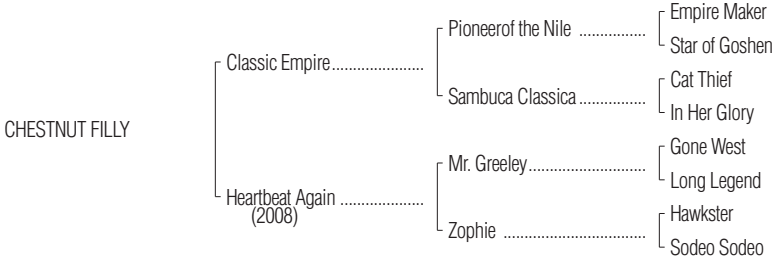 Empire Maker
Pioneerof the Nile ................
Star of Goshen
Classic Empire......................
Cat Thief
Sambuca Classica ................
In Her Glory
CHESTNUT FILLY
Gone West
Mr. Greeley............................
Long Legend
Heartbeat Again ....................
(2008)
Hawkster
Zophie ..................................
Sodeo Sodeo